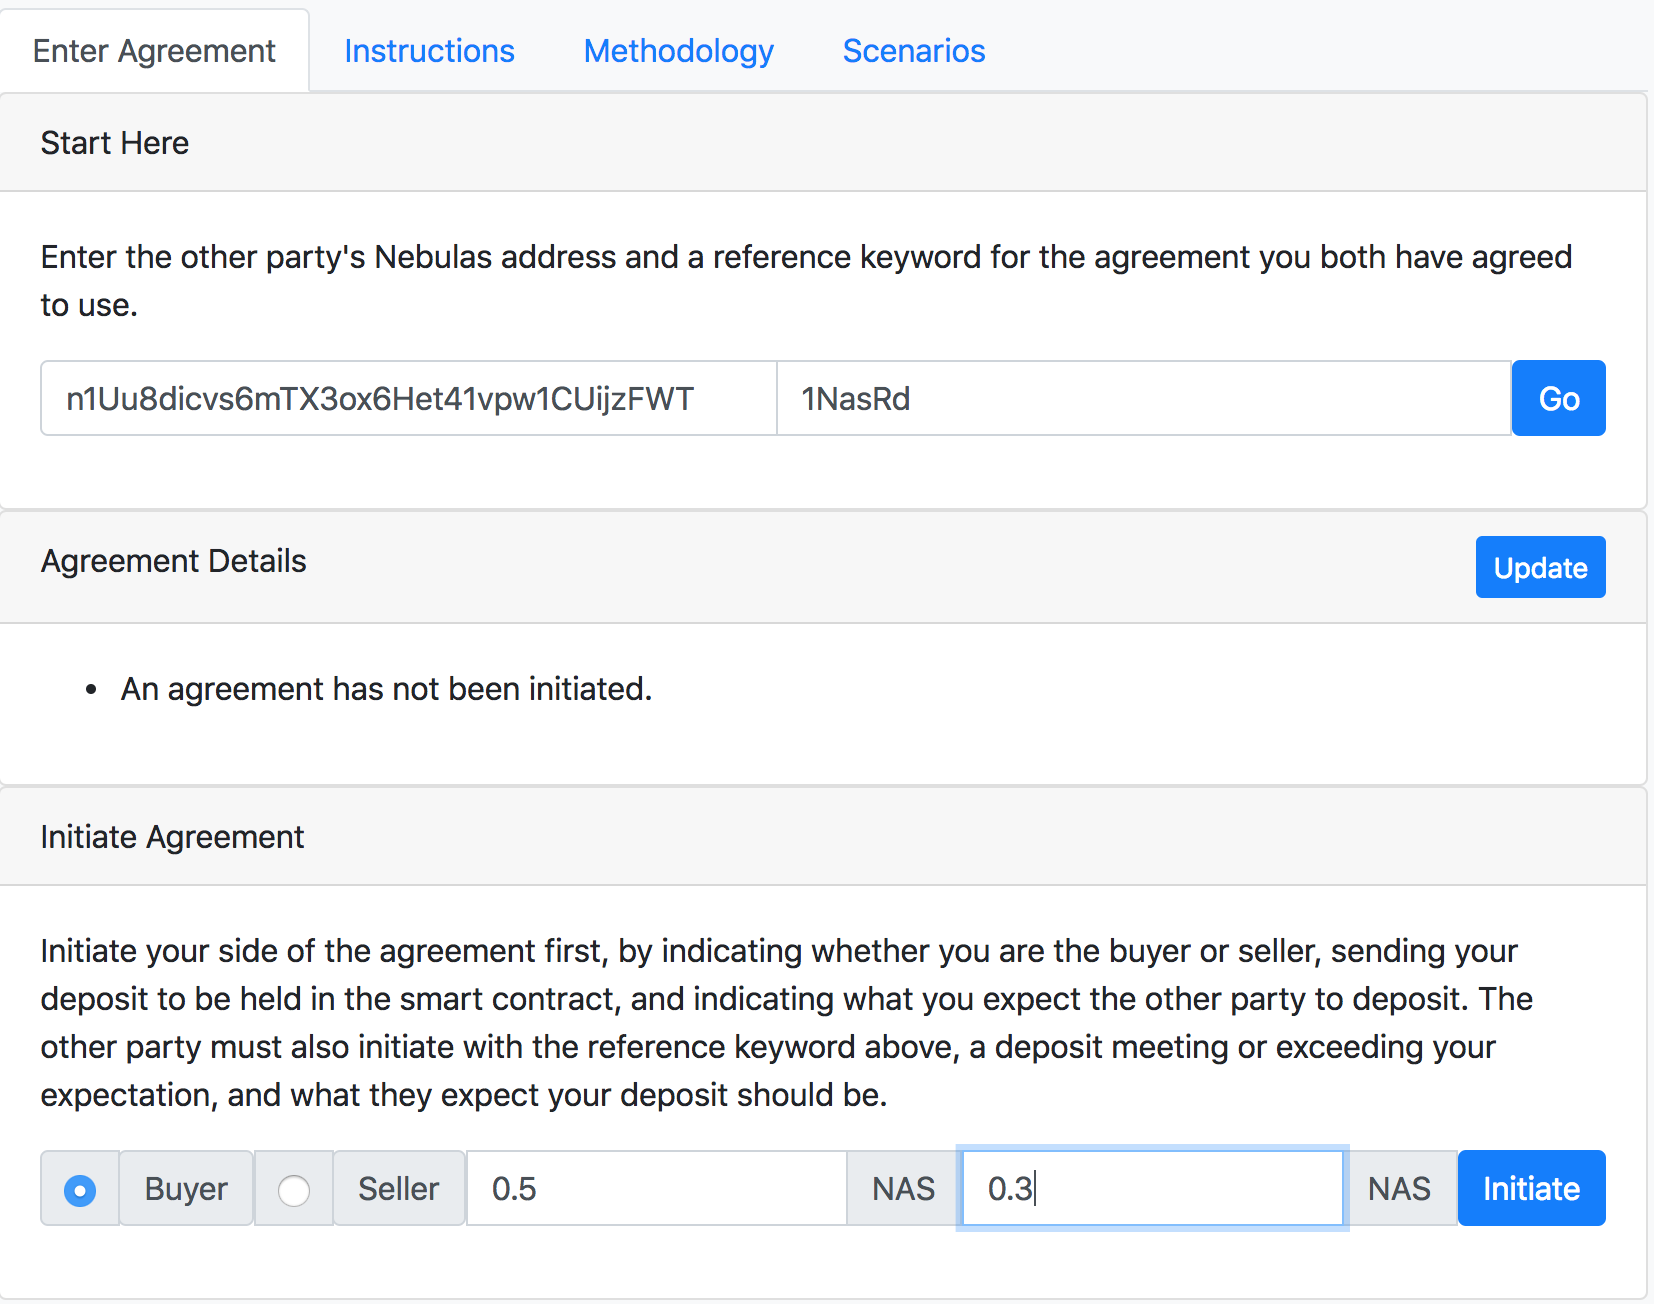 Enter Agreement Instructions Methodology Scenarios
Start Here
Enter the other party's Nebulas address and a reference keyword for the agreement you both have agreed
to use.
n1Uu8dicvs6mTX3ox6Het41vpw1CUijzFWT 1NasRd Go
Agreement Details Update
• An agreement has not been initiated.
Initiate Agreement
Initiate your side of the agreement first, by indicating whether you are the buyer or seller, sending your
deposit to be held in the smart contract, and indicating what you expect the other party to deposit. The
other party must also initiate with the reference keyword above, a deposit meeting or exceeding your
expectation, and what they expect your deposit should be.
Buyer Seller 0.5 NAS 0.3 NAS Initiate